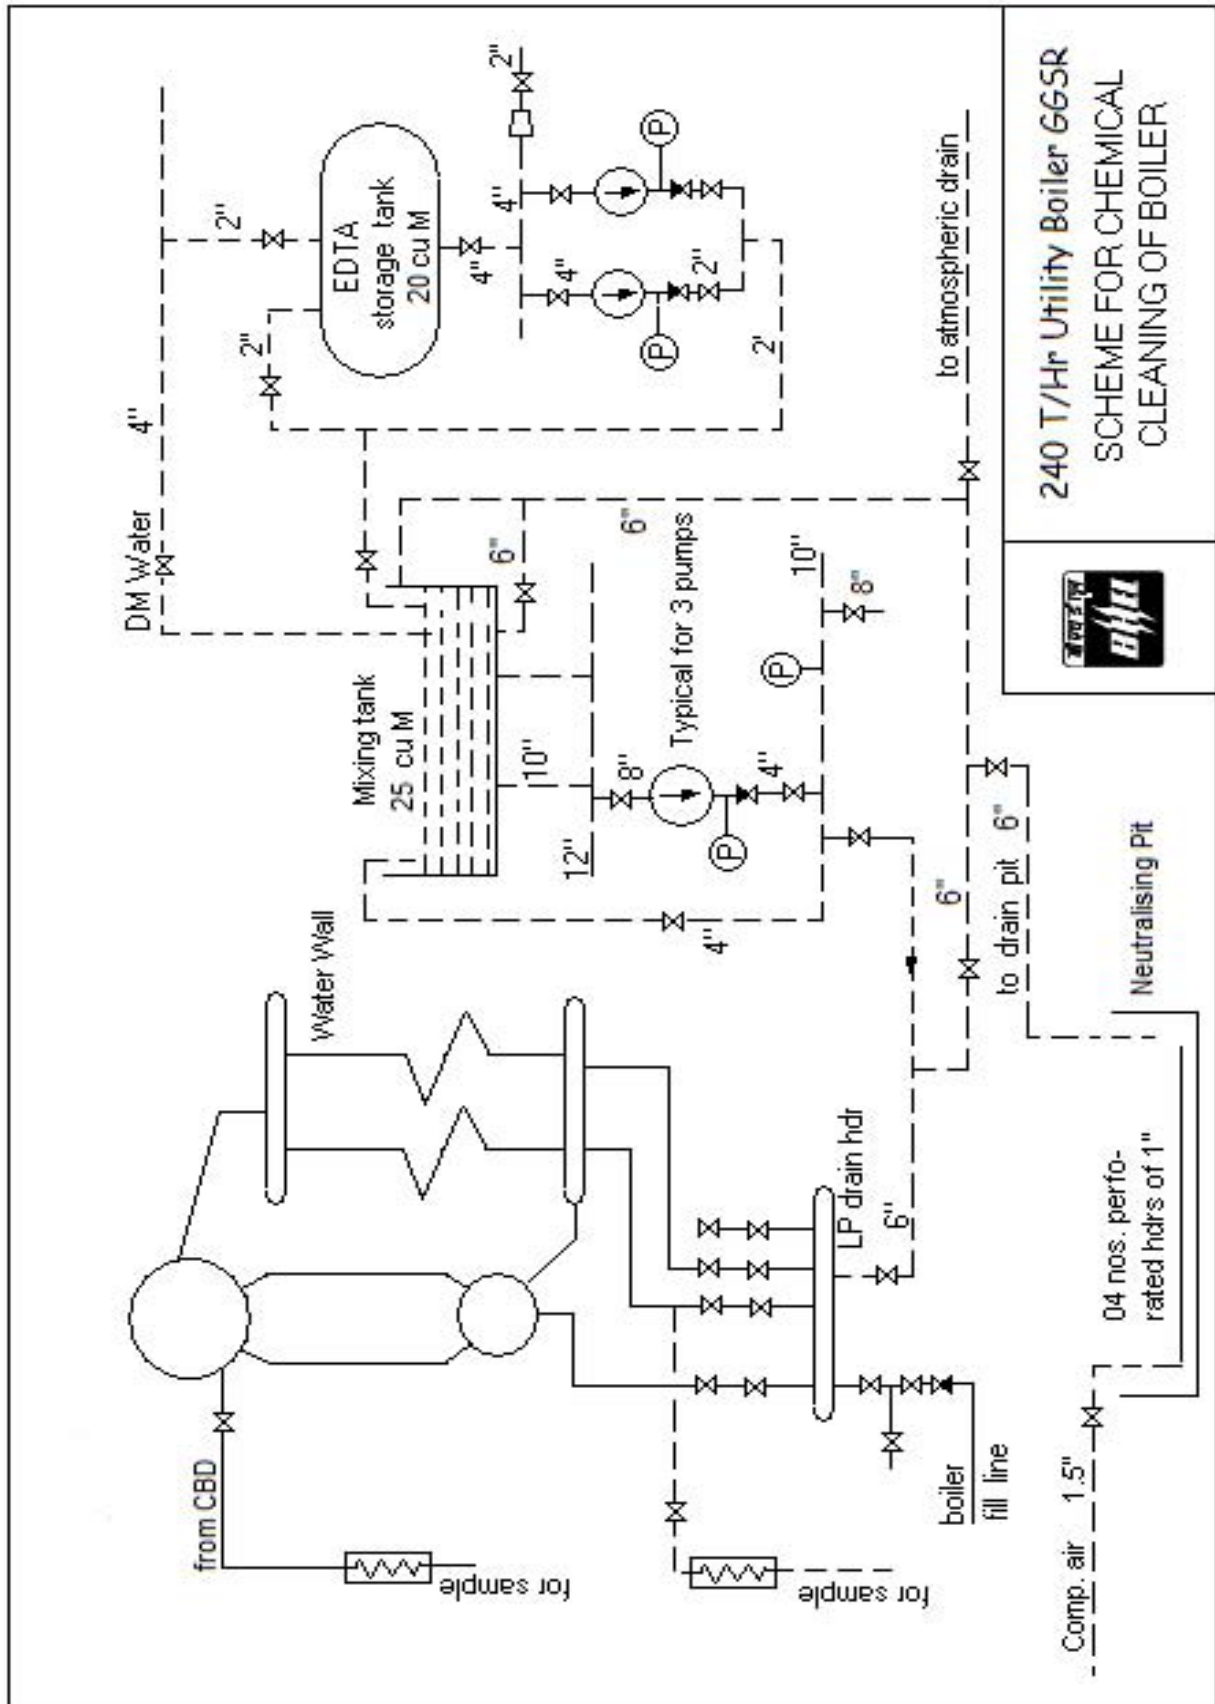 from CBD
for sample
for sample
Water Wall
LP drain hdr
6"
boiler
fill line
Comp. air 1.5"
04 nos. perfo-
rated hdrs of 1"
Neutralising Pit
to drain pit 6"
6"
DM Water 4"
Mixing tank
25 cu M
10"
12"
8"
Typical for 3 pumps
4"
P
P
4"
10"
8"
6"
6"
2"
2"
EDTA
storage tank
20 cu M
4"
4"
2"
4"
2"
P
P
2'
to atmospheric drain
240 T/Hr Utility Boiler GGSR
SCHEME FOR CHEMICAL
CLEANING OF BOILER